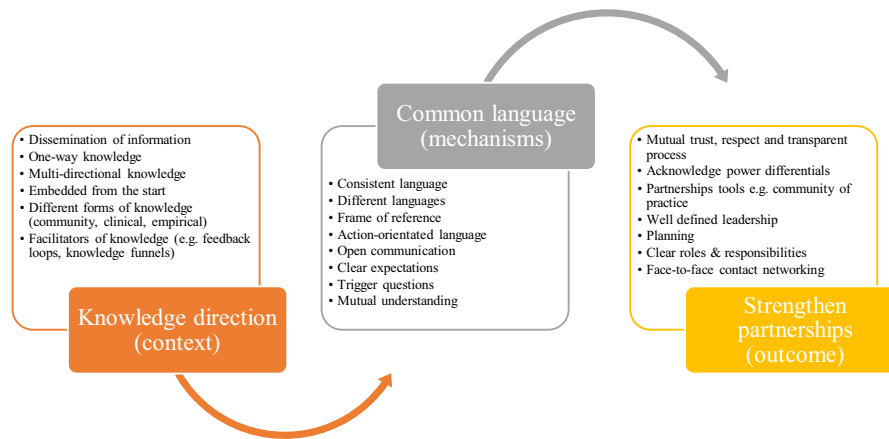 • Dissemination of information
• One-way knowledge
• Multi-directional knowledge
• Embedded from the start
• Different forms of knowledge
(community, clinical, empirical)
• Facilitators of knowledge (e.g. feedback
loops, knowledge funnels)
Knowledge direction
(context)
Common language
(mechanisms)
• Consistent language
• Different languages
• Frame of reference
• Action-orientated language
• Open communication
• Clear expectations
• Trigger questions
• Mutual understanding
• Mutual trust, respect and transparent
process
• Acknowledge power differentials
• Partnerships tools e.g. community of
practice
• Well defined leadership
• Planning
• Clear roles & responsibilities
• Face-to-face contact networking
Strengthen
partnerships
(outcome)